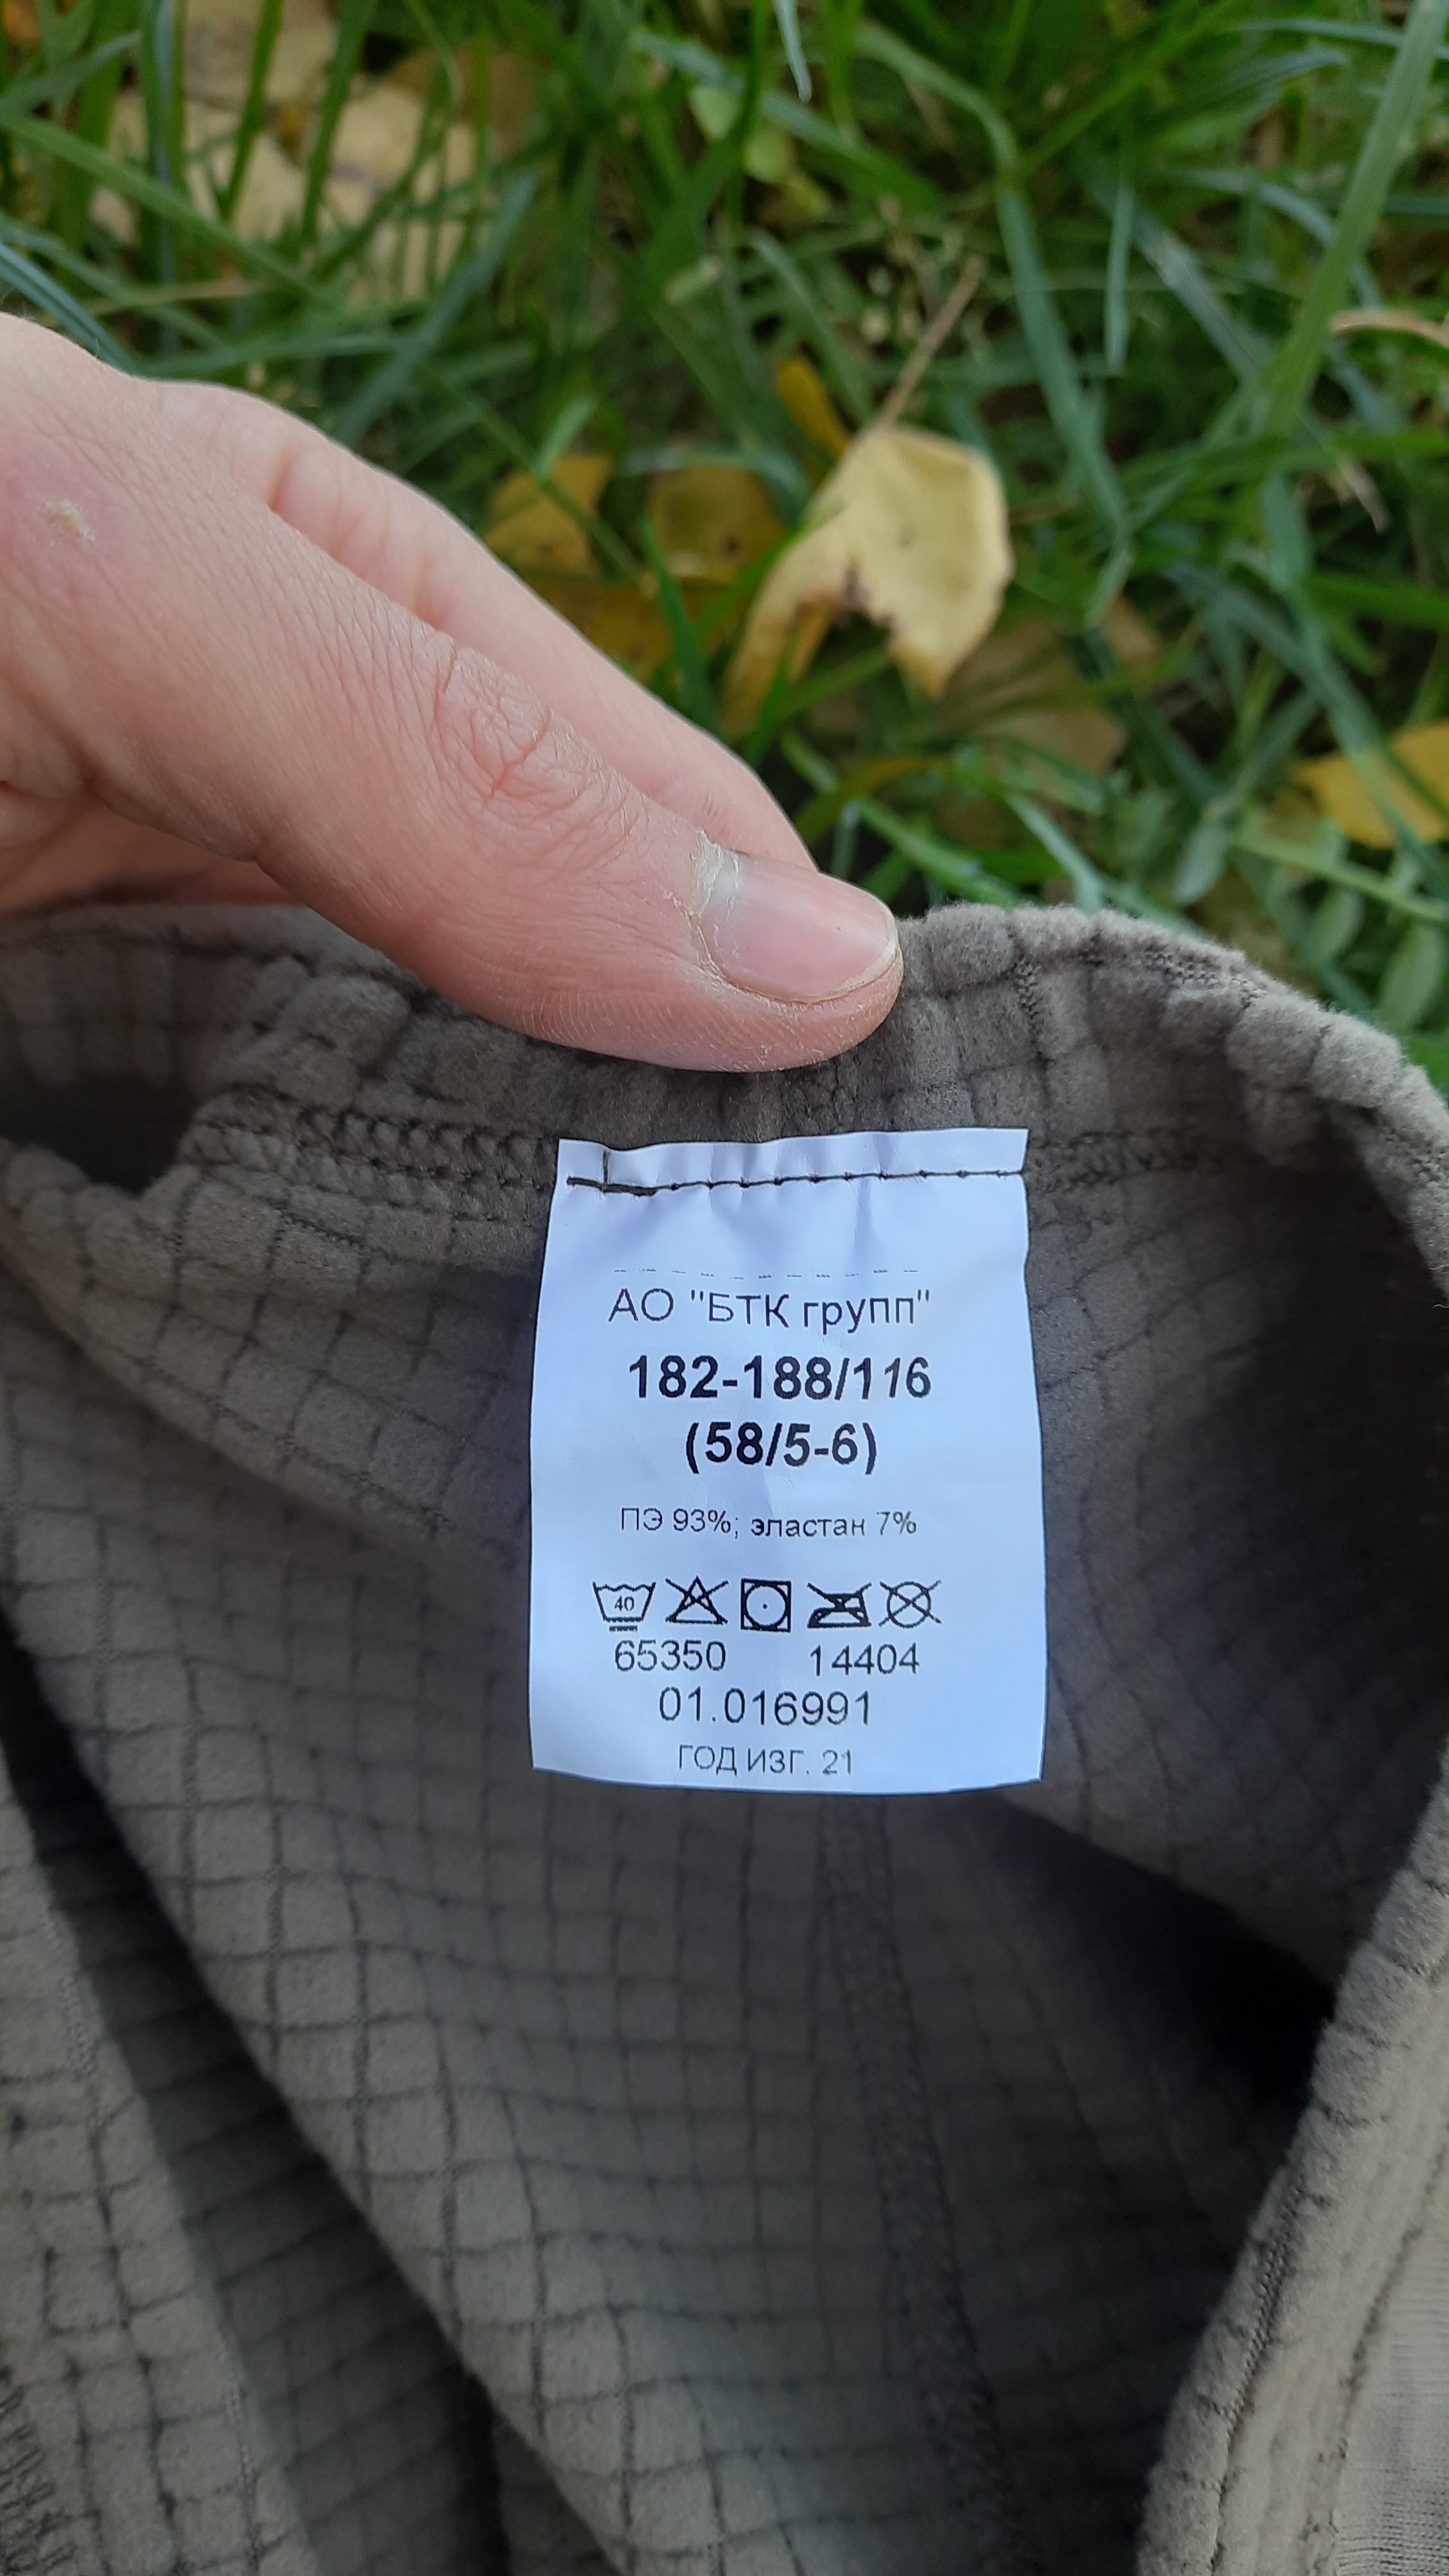 АО "БТК групп"
182-188/116
(58/5-6)
ПЭ 93%; эластан 7%
40
65350 14404
01.016991
ГОД ИЗГ. 21